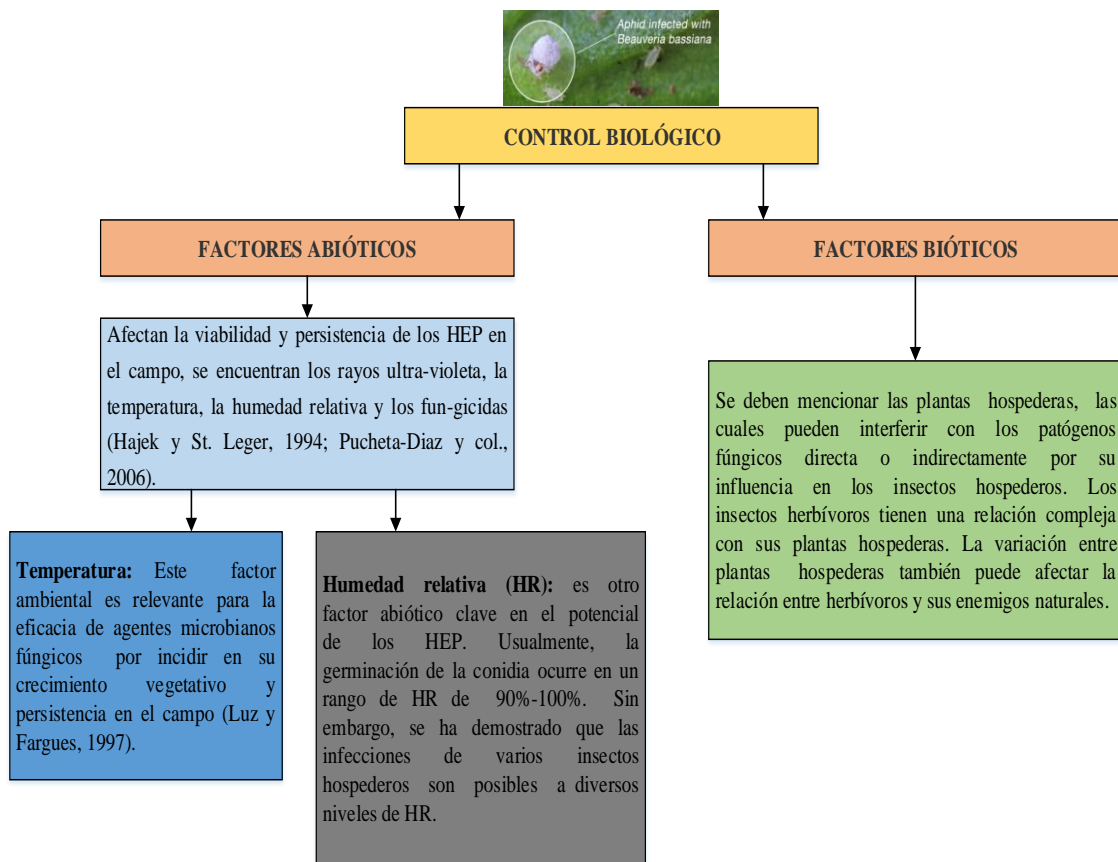 Aphid infected with
Beauveria bassiana
CONTROL BIOLÓGICO
FACTORES ABIÓTICOS
FACTORES BIÓTICOS
Afectan la viabilidad y persistencia de los HEP en
el campo, se encuentran los rayos ultra-violeta, la
temperatura, la humedad relativa y los fun-gicidas
(Hajek y St. Leger, 1994; Pucheta-Diaz y col.,
2006).
Se deben mencionar las plantas hospederas, las
cuales pueden interferir con los patógenos
fúngicos directa o indirectamente por su
influencia en los insectos hospederos. Los
insectos herbívoros tienen una relación compleja
con sus plantas hospederas. La variación entre
plantas hospederas también puede afectar la
relación entre herbívoros y sus enemigos naturales.
Temperatura: Este factor
ambiental es relevante para la
eficacia de agentes microbianos
fúngicos por incidir en su
crecimiento vegetativo y
persistencia en el campo (Luz y
Fargues, 1997).
Humedad relativa (HR): es otro
factor abiótico clave en el potencial
de los HEP. Usualmente, la
germinación de la conidia ocurre en un
rango de HR de 90%-100%. Sin
embargo, se ha demostrado que las
infecciones de varios insectos
hospederos son posibles a diversos
niveles de HR.